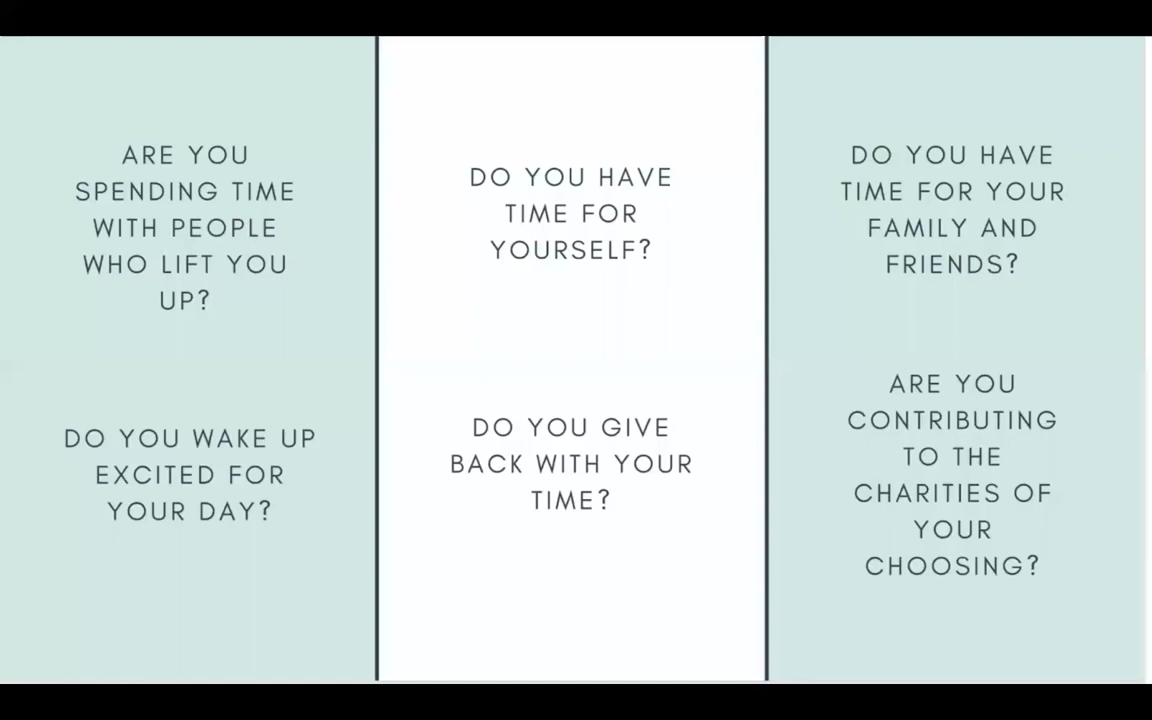 ARE YOU
SPENDING TIME
WITH PEOPLE
WHO LIFT YOU
UP?
DO YOU WAKE UP
EXCITED FOR
YOUR DAY?
DO YOU HAVE
TIME FOR
YOURSELF?
DO YOU GIVE
BACK WITH YOUR
TIME?
DO YOU HAVE
TIME FOR YOUR
FAMILY AND
FRIENDS?
ARE YOU
CONTRIBUTING
TO THE
CHARITIES OF
YOUR
CHOOSING?